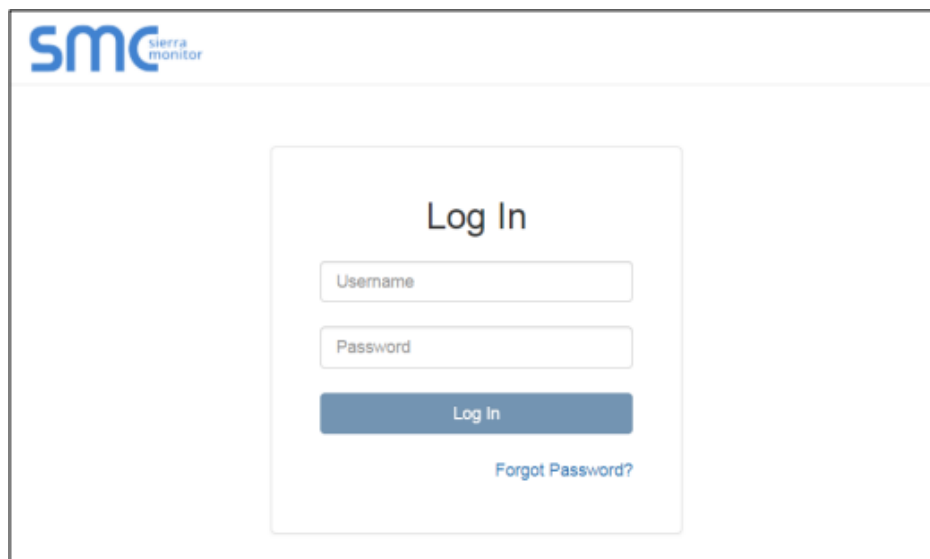 SMC sierra
monitor
Log In
Username
Password
Log In
Forgot Password?